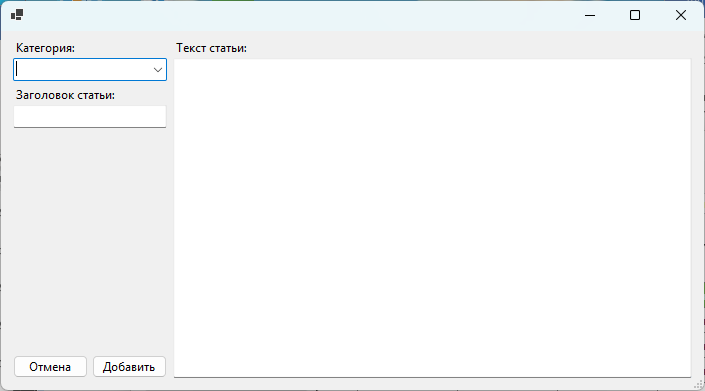 Категория:
Текст статьи:
Заголовок статьи:
Отмена
Добавить